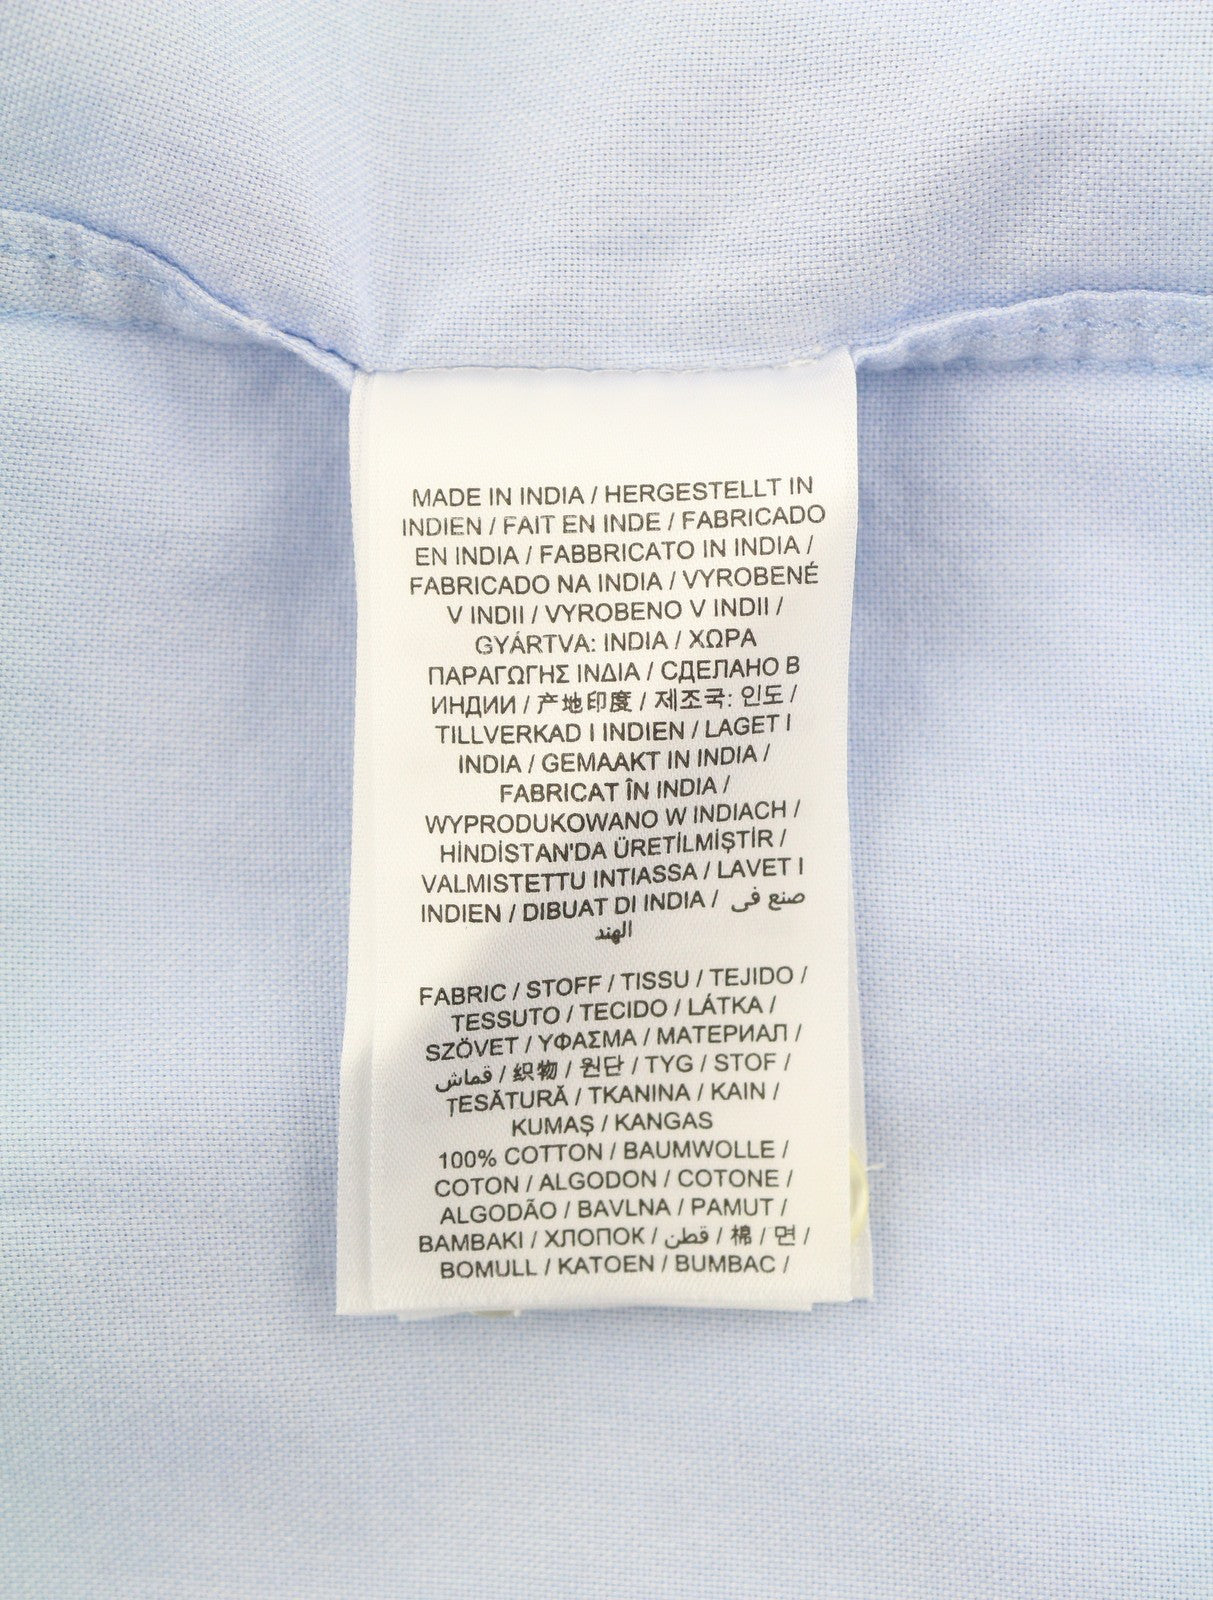 MADE IN INDIA / HERGESTELLT IN
INDIEN / FAIT EN INDE / FABRICADO
EN INDIA / FABBRICATO IN INDIA /
FABRICADO NA INDIA / VYROBENÉ
V INDII / VYROBENO V INDII /
GYÁRTVA: INDIA / ΧΩΡΑ
ΠΑΡΑΓΩΓΗΣ ΙΝΔΙΑ / СДЕЛАНО В
ИНДИИ / 产地印度 / 제조국: 인도 /
TILLVERKAD I INDIEN / LAGET I
INDIA / GEMAAKT IN INDIA /
FABRICAT ÎN INDIA /
WYPRODUKOWANO W INDIACH /
HİNDİSTAN'DA ÜRETİLMİŞTİR /
VALMISTETTU INTIASSA / LAVET I
INDIEN / DIBUAT DI INDIA / صنع في
الهند
FABRIC / STOFF / TISSU / TEJIDO /
TESSUTO / TECIDO / LÁTKA /
SZÖVET / ΥΦΑΣΜΑ / МАТЕРИАЛ /
قماش / 织物 / 원단 / TYG / STOF /
ȚESĂTURĂ / TKANINA / KAIN /
KUMAŞ / KANGAS
100% COTTON / BAUMWOLLE /
COTON / ALGODON / COTONE /
ALGODÃO / BAVLNA / PAMUT /
ΒΑΜΒΑΚΙ / ХЛОПОК / قطن / 棉 / 면 /
BOMULL / KATOEN / BUMBAC /